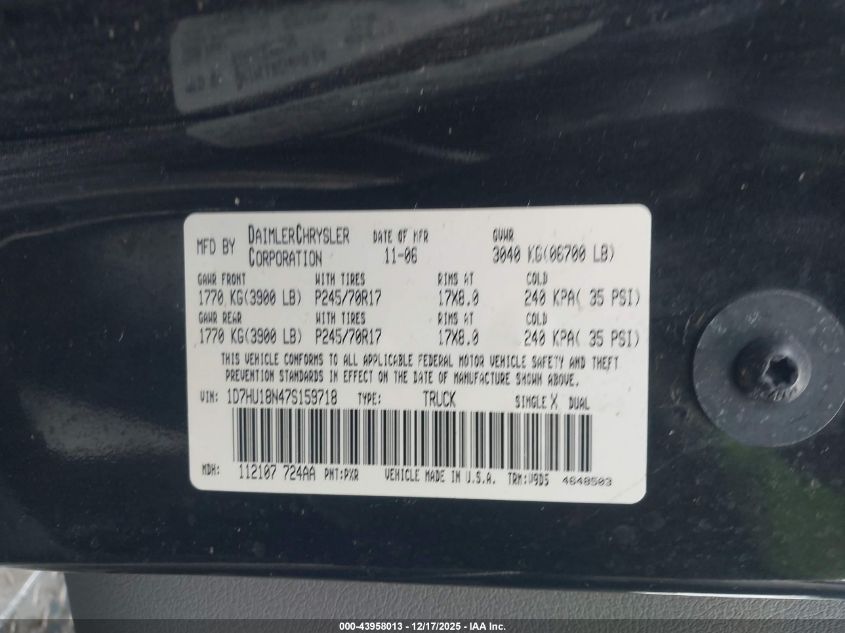 MFD BY DAIMLERCHRYSLER CORPORATION DATE OF MFR 11-06 GVWR 3040 KG(06700 LB)
GAWR FRONT WITH TIRES RIMS AT COLD
1770 KG(3900 LB) P245/70R17 17X8.0 240 KPA( 35 PSI)
GAWR REAR WITH TIRES RIMS AT COLD
1770 KG(3900 LB) P245/70R17 17X8.0 240 KPA( 35 PSI)
THIS VEHICLE CONFORMS TO ALL APPLICABLE FEDERAL MOTOR VEHICLE SAFETY AND THEFT
PREVENTION STANDARDS IN EFFECT ON THE DATE OF MANUFACTURE SHOWN ABOVE.
VIN: 1D7HU18N47S159718 TYPE: TRUCK SINGLE X DUAL
MDH: 112107 724AA PNT:PXR VEHICLE MADE IN U.S.A. TRM:V9D5 4648503
000-43958013 - 12/17/2025 - IAA Inc.